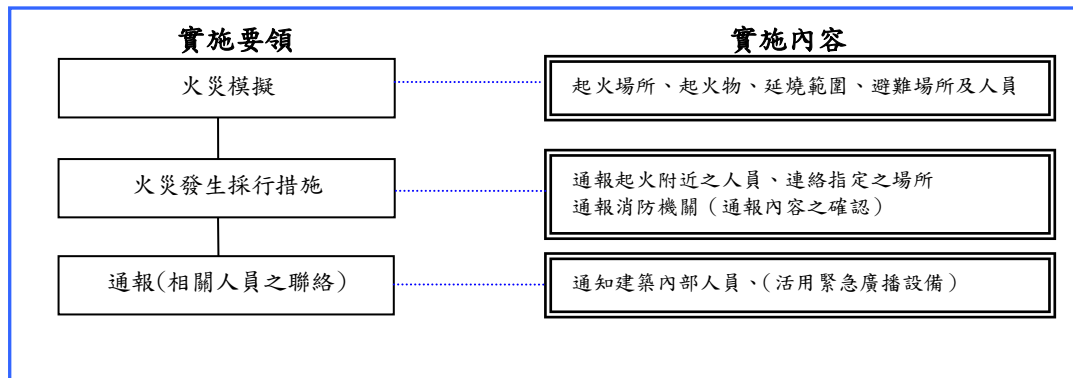 實施要領
實施內容
火災模擬
起火場所、起火物、延燒範圍、避難場所及人員
火災發生採行措施
通報起火附近之人員、連絡指定之場所
通報消防機關（通報內容之確認）
通報(相關人員之聯絡）
通知建築內部人員、（活用緊急廣播設備）